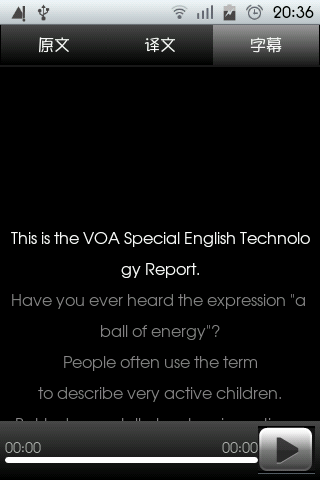 20:36
原文 译文 字幕
This is the VOA Special English Technolo
gy Report.
Have you ever heard the expression "a
ball of energy"?
People often use the term
to describe very active children.
00:00 00:00